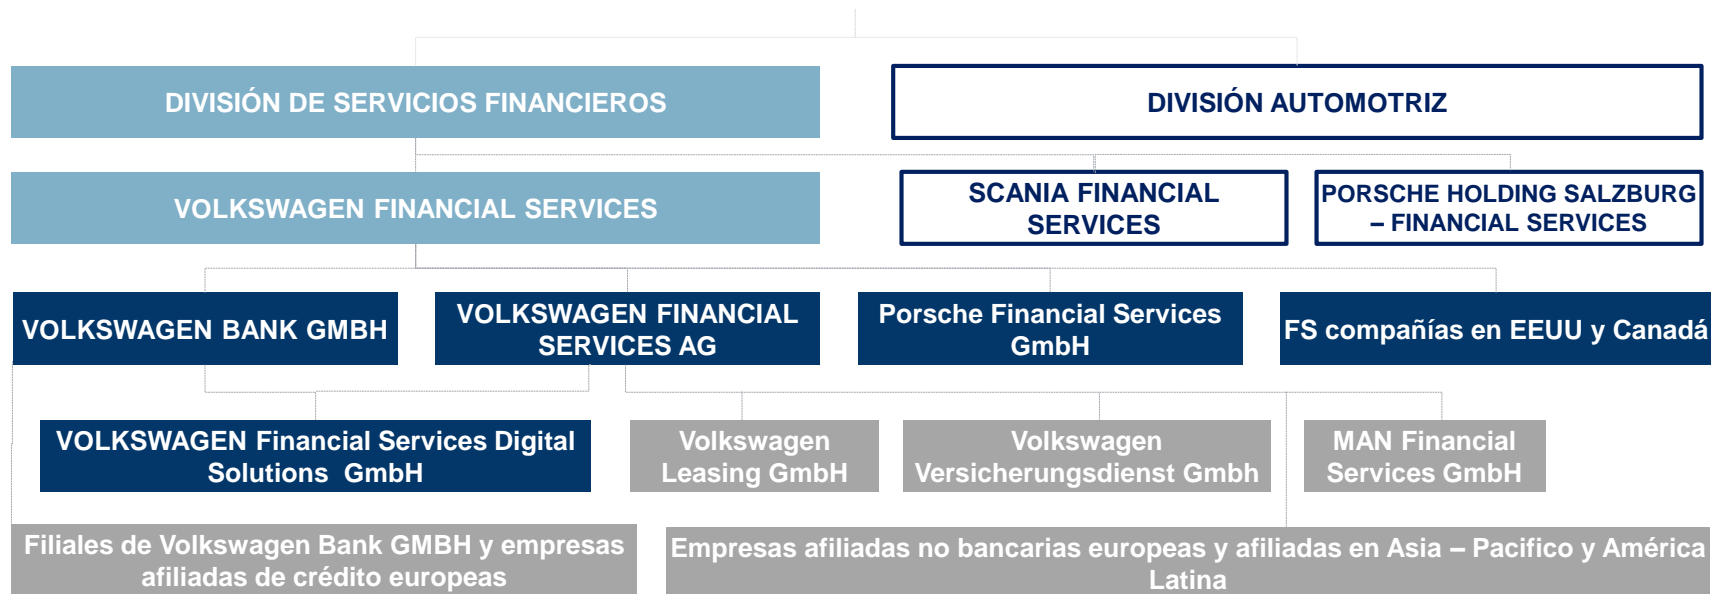 DIVISIÓN DE SERVICIOS FINANCIEROS
DIVISIÓN AUTOMOTRIZ
VOLKSWAGEN FINANCIAL SERVICES
SCANIA FINANCIAL
SERVICES
PORSCHE HOLDING SALZBURG
– FINANCIAL SERVICES
VOLKSWAGEN BANK GMBH
VOLKSWAGEN FINANCIAL
SERVICES AG
Porsche Financial Services
GmbH
FS compañías en EEUU y Canadá
VOLKSWAGEN Financial Services Digital
Solutions GmbH
Volkswagen
Leasing GmbH
Volkswagen
Versicherungsdienst Gmbh
MAN Financial
Services GmbH
Filiales de Volkswagen Bank GMBH y empresas
afiliadas de crédito europeas
Empresas afiliadas no bancarias europeas y afiliadas en Asia – Pacifico y América
Latina